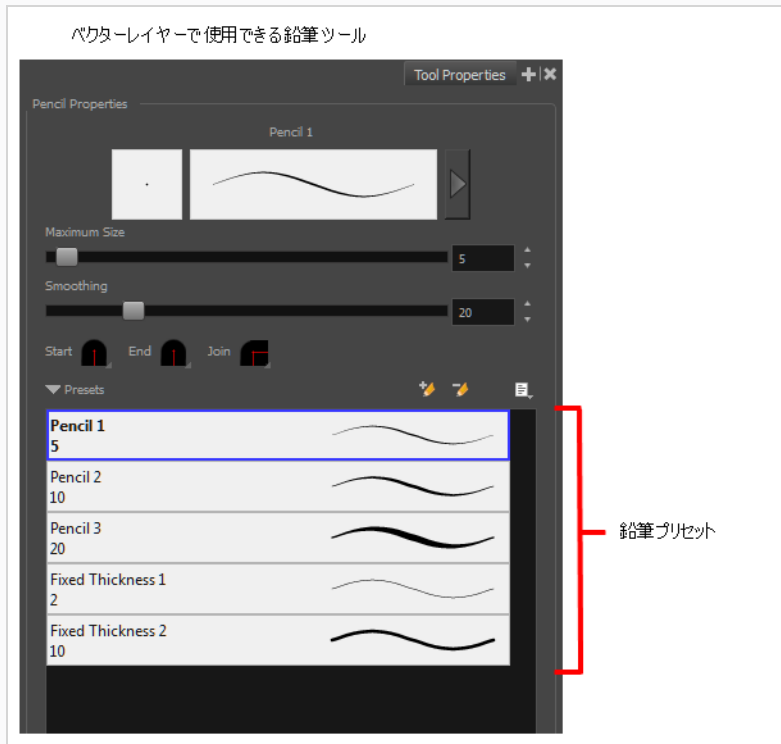 ベクターレイヤーで使用できる鉛筆ツール
Tool Properties
Pencil Properties
Pencil 1
Maximum Size
5
Smoothing
20
Start End Join
Presets
Pencil 1
5
Pencil 2
10
Pencil 3
20
Fixed Thickness 1
2
Fixed Thickness 2
10
鉛筆プリセット